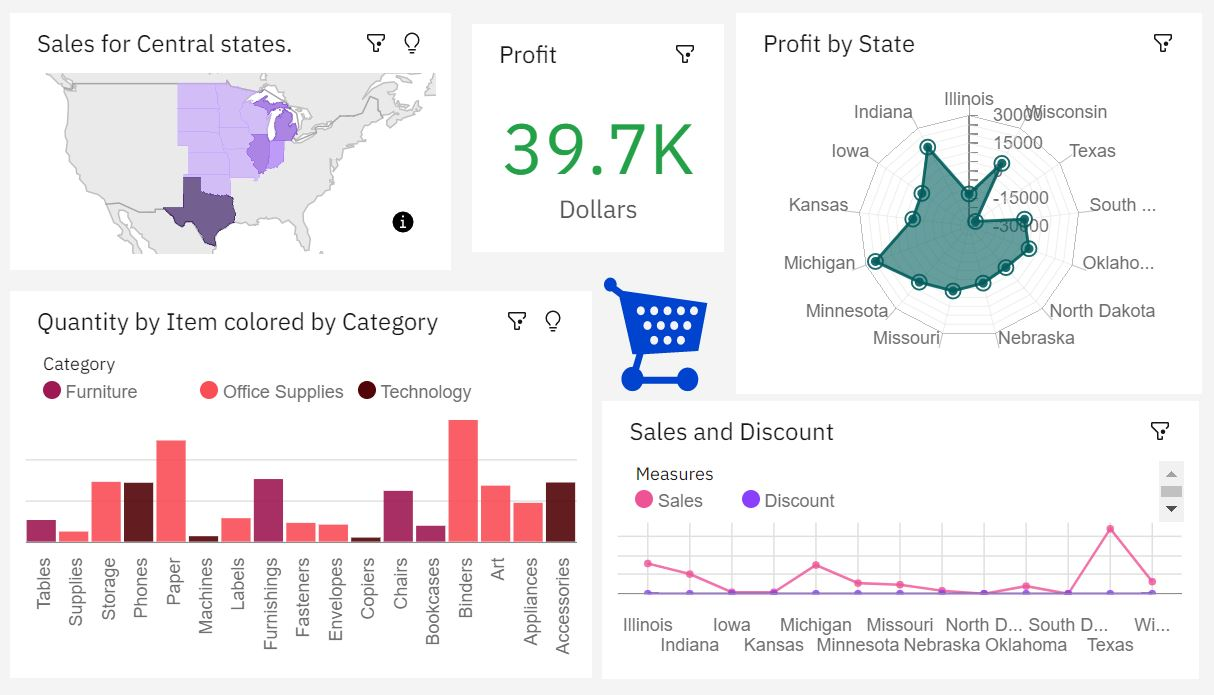 Sales for Central states.
i
Profit
39.7K
Dollars
Profit by State
Illinois
Wisconsin
Texas
South ...
Oklaho...
North Dakota
Nebraska
Missouri
Minnesota
Michigan
Kansas
Iowa
Indiana
30000
15000
-15000
-30000
Quantity by Item colored by Category
Category
Furniture Office Supplies Technology
Tables Supplies Storage Phones Paper Machines Labels Furnishings Fasteners Envelopes Copiers Chairs Bookcases Binders Art Appliances Accessories
Sales and Discount
Measures
Sales Discount
Illinois Iowa Michigan Missouri North D... South D... Wi...
Indiana Kansas Minnesota Nebraska Oklahoma Texas